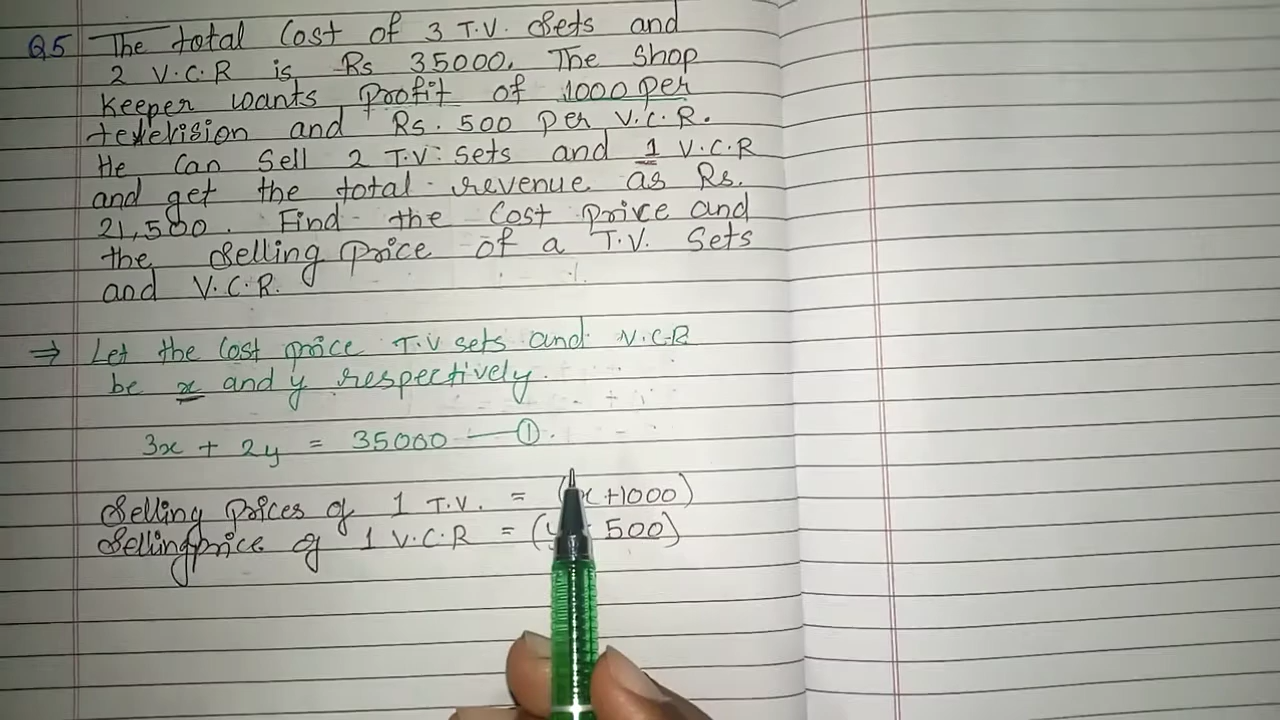 Q5 The total cost of 3 T.V. Sets and
2 V.C.R is Rs 35000. The Shop
keeper wants profit of 1000 per
television and Rs. 500 per V.C.R.
He can Sell 2 T.V. sets and 1 V.C.R
and get the total revenue as Rs.
21,500. Find the cost price and
the Selling price of a T.V. Sets
and V.C.R.
⇒ Let the cost price T.V sets and V.C.R
be x and y respectively.
3x + 2y = 35000 — ①.
Selling prices of 1 T.V. = (x+1000)
Selling price of 1 V.C.R = (y+ 500)